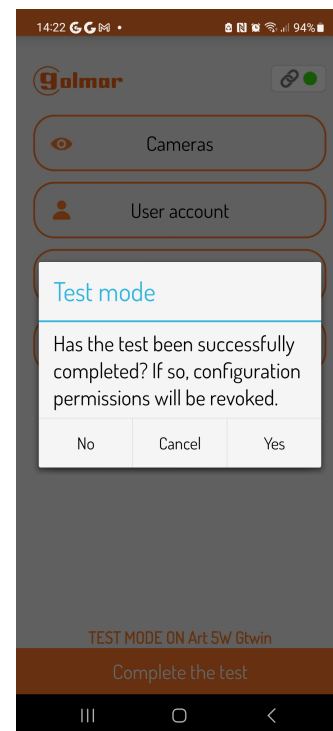 14:22 G G M • 94%
golmar
Cameras
User account
Test mode
Has the test been successfully
completed? If so, configuration
permissions will be revoked.
No Cancel Yes
TEST MODE ON Art 5W Gtwin
Complete the test